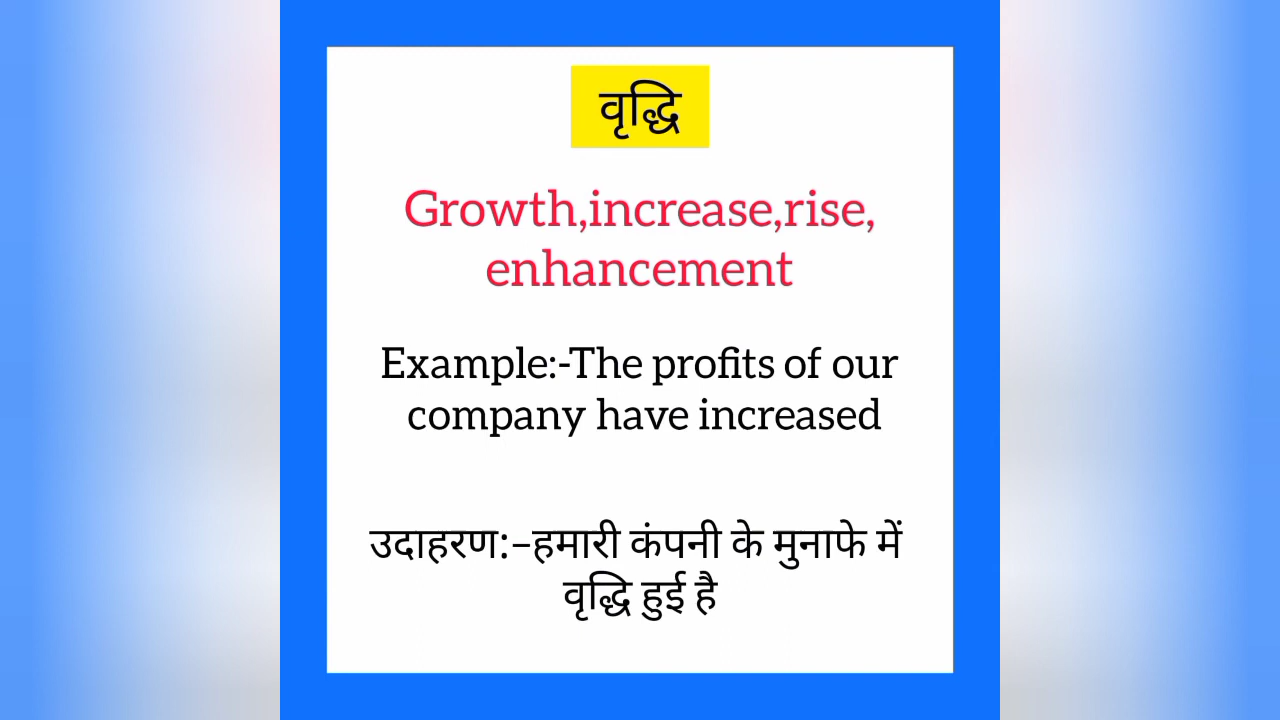 वृद्धि
Growth,increase,rise,
enhancement
Example:-The profits of our
company have increased
उदाहरण:–हमारी कंपनी के मुनाफे में
वृद्धि हुई है